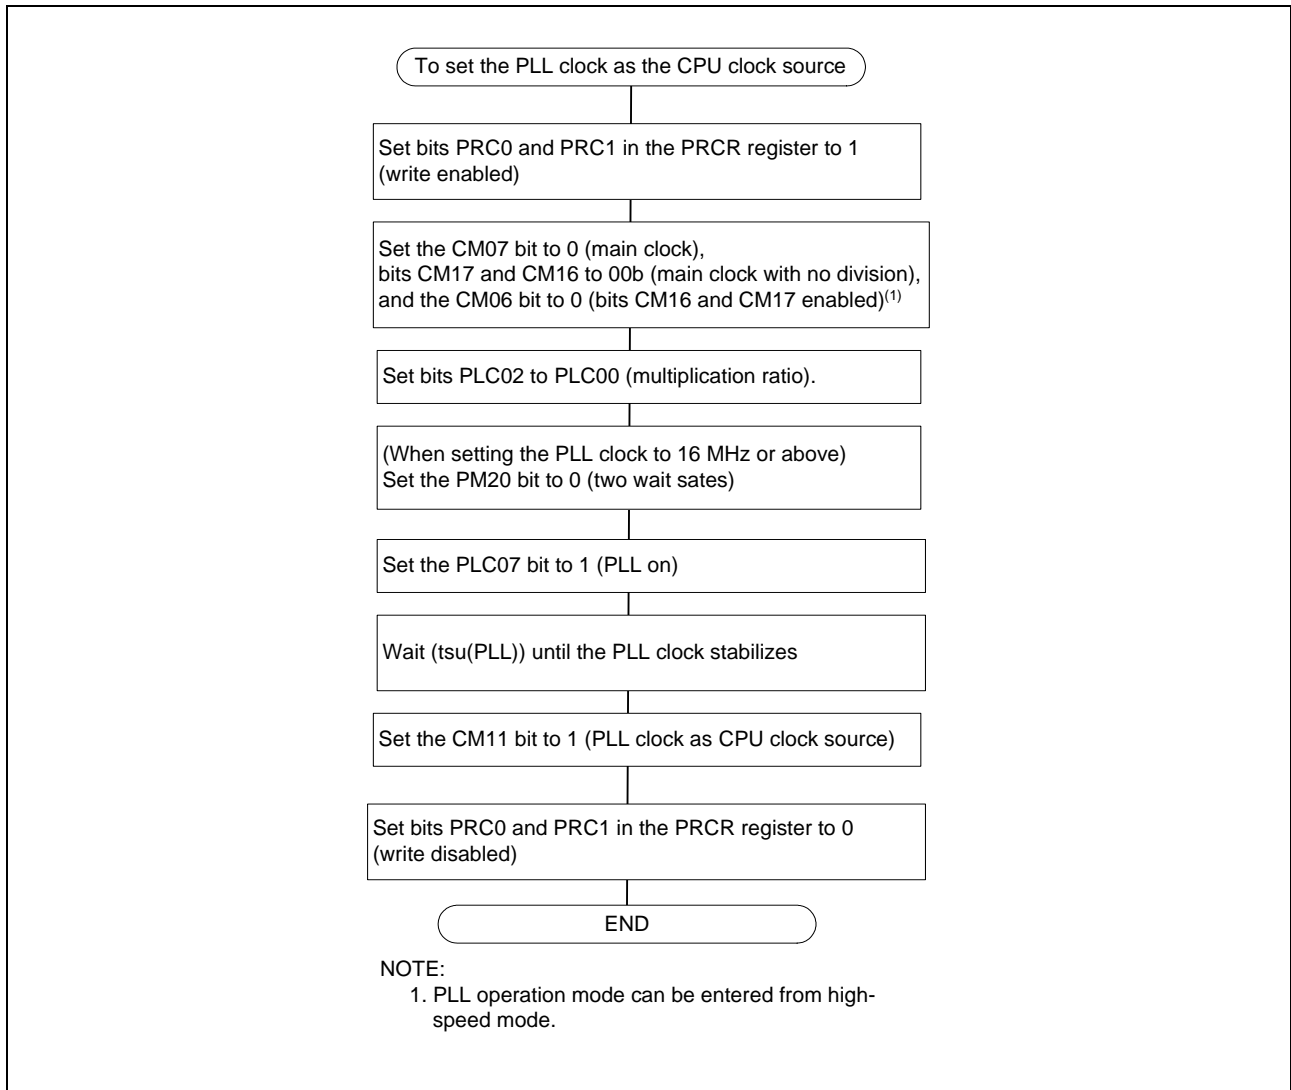 To set the PLL clock as the CPU clock source
Set bits PRC0 and PRC1 in the PRCR register to 1
(write enabled)
Set the CM07 bit to 0 (main clock),
bits CM17 and CM16 to 00b (main clock with no division),
and the CM06 bit to 0 (bits CM16 and CM17 enabled)(1)
Set bits PLC02 to PLC00 (multiplication ratio).
(When setting the PLL clock to 16 MHz or above)
Set the PM20 bit to 0 (two wait sates)
Set the PLC07 bit to 1 (PLL on)
Wait (tsu(PLL)) until the PLL clock stabilizes
Set the CM11 bit to 1 (PLL clock as CPU clock source)
Set bits PRC0 and PRC1 in the PRCR register to 0
(write disabled)
END
NOTE:
1. PLL operation mode can be entered from high-
speed mode.